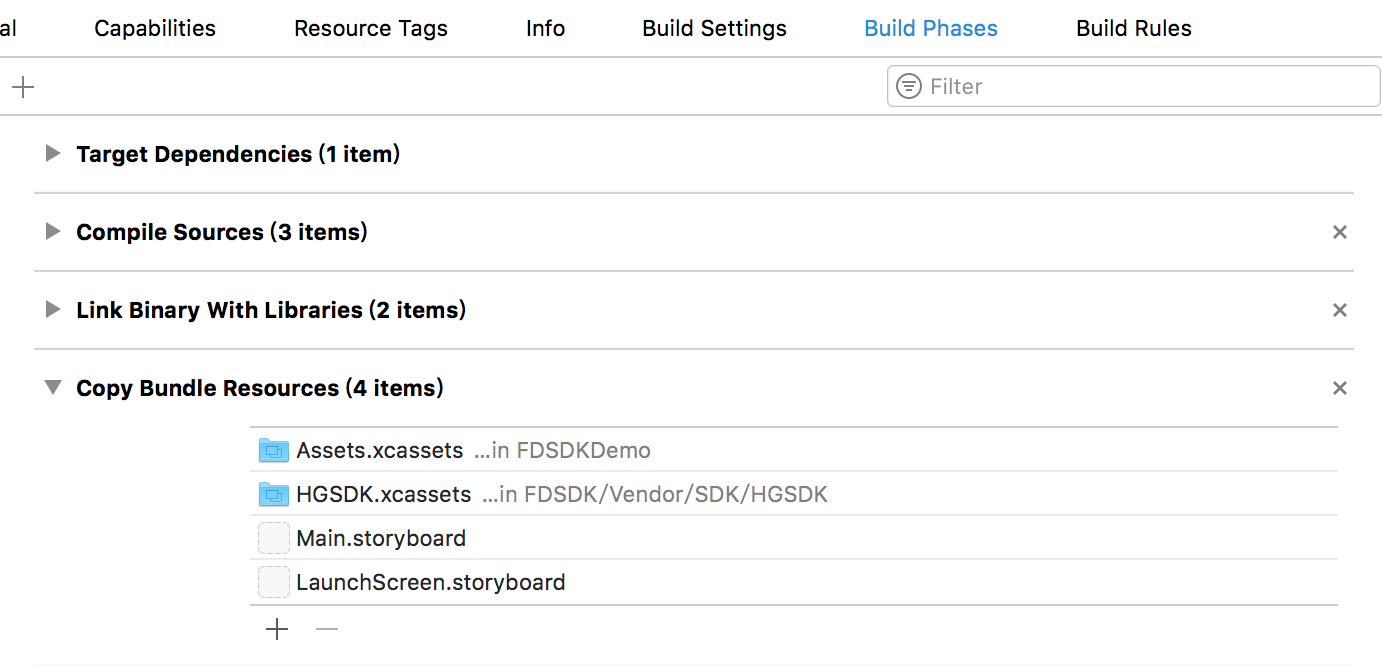 al Capabilities Resource Tags Info Build Settings Build Phases Build Rules
Filter
Target Dependencies (1 item)
Compile Sources (3 items)
Link Binary With Libraries (2 items)
Copy Bundle Resources (4 items)
Assets.xcassets ...in FDSDKDemo
HGSDK.xcassets ...in FDSDK/Vendor/SDK/HGSDK
Main.storyboard
LaunchScreen.storyboard